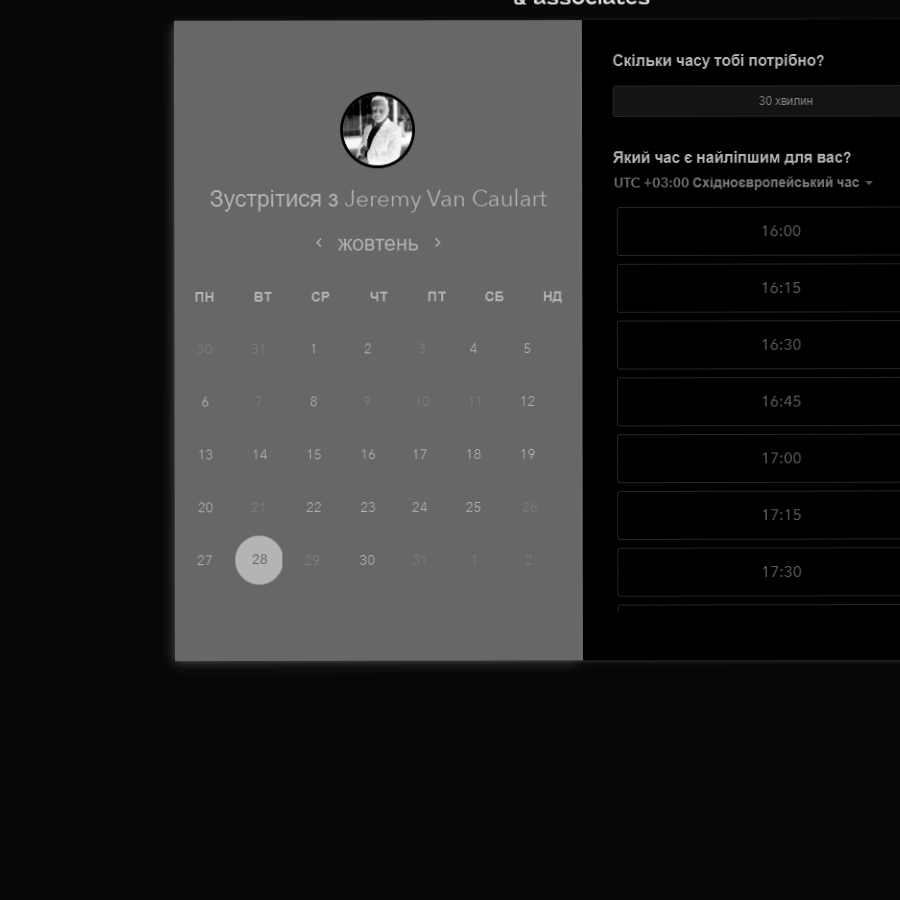 & associates
Зустрітися з Jeremy Van Caulart
жовтень
ПН ВТ СР ЧТ ПТ СБ НД
30 31 1 2 3 4 5
6 7 8 9 10 11 12
13 14 15 16 17 18 19
20 21 22 23 24 25 26
27 28 29 30 31 1 2
Скільки часу тобі потрібно?
30 хвилин
Який час є найліпшим для вас?
UTC +03:00 Східноєвропейський час
16:00
16:15
16:30
16:45
17:00
17:15
17:30